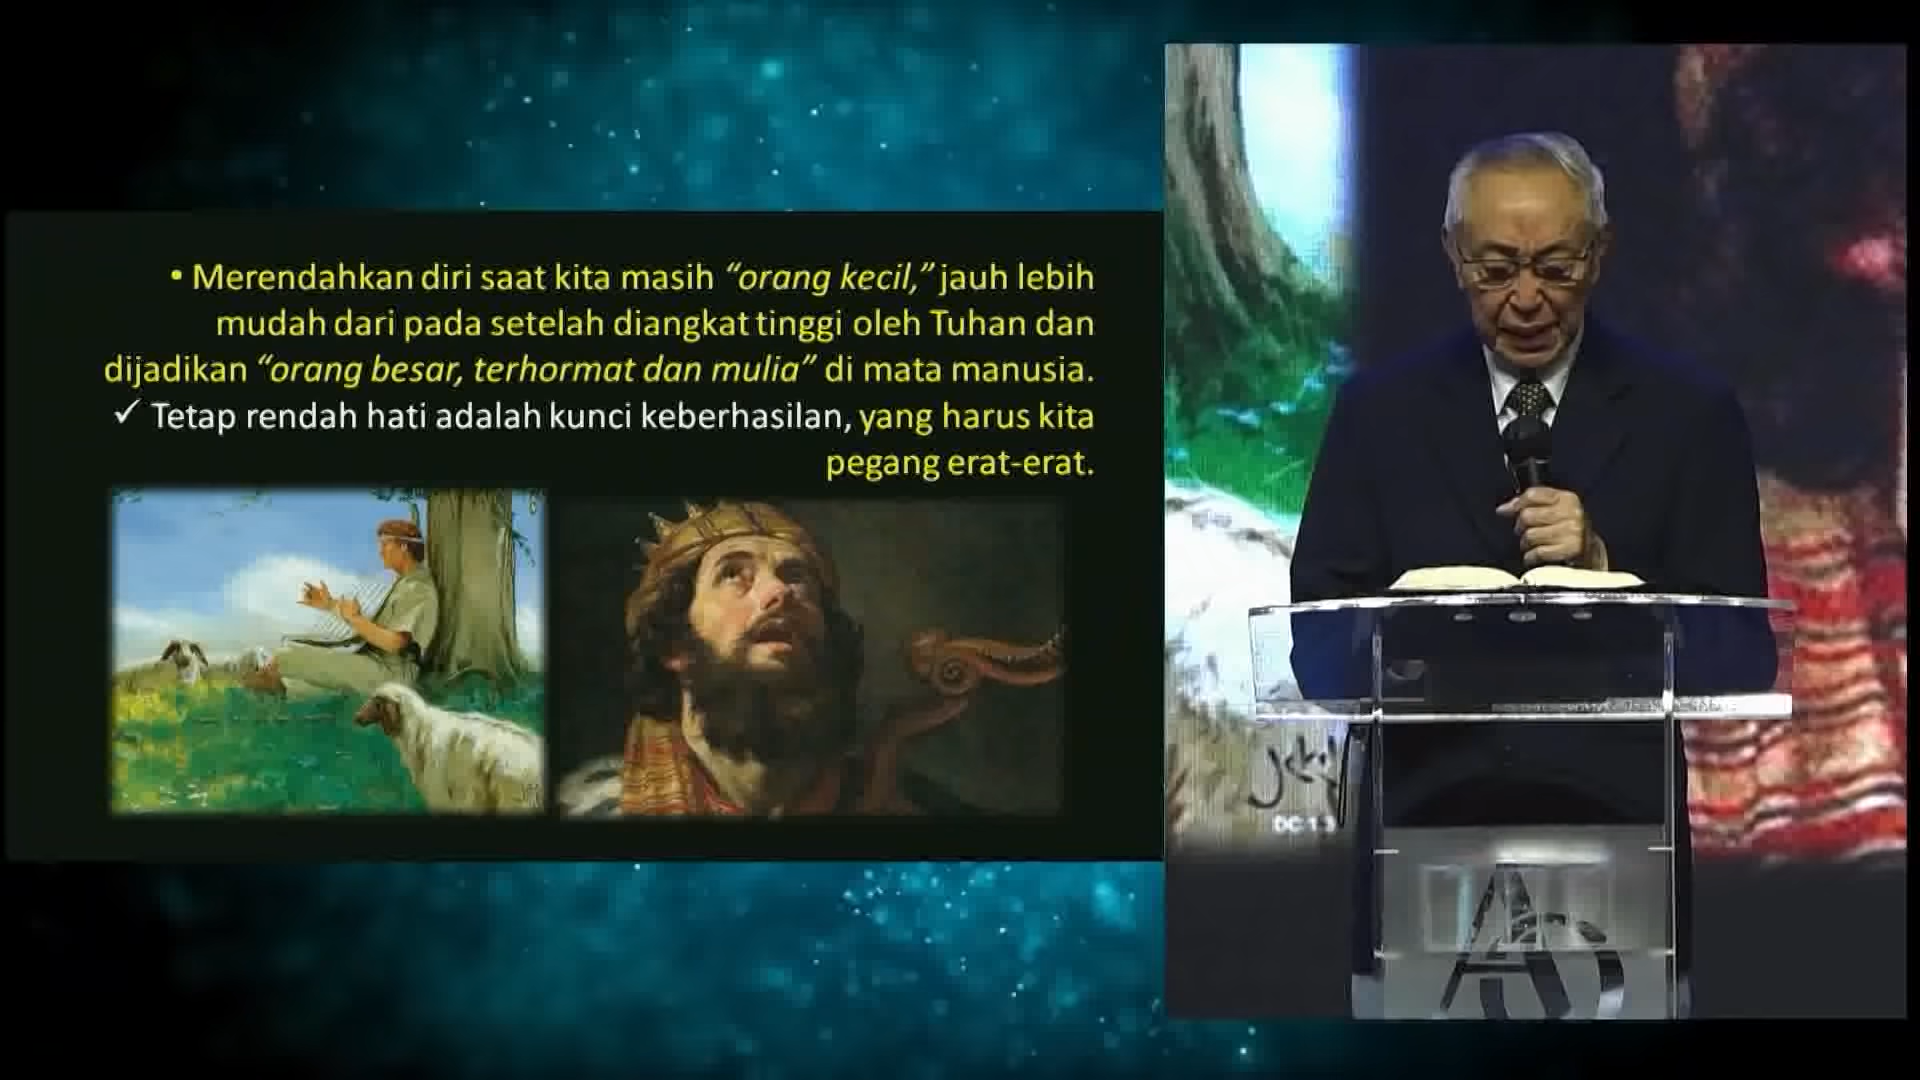 • Merendahkan diri saat kita masih “orang kecil,” jauh lebih
mudah dari pada setelah diangkat tinggi oleh Tuhan dan
dijadikan “orang besar, terhormat dan mulia” di mata manusia.
✓ Tetap rendah hati adalah kunci keberhasilan, yang harus kita
pegang erat-erat.